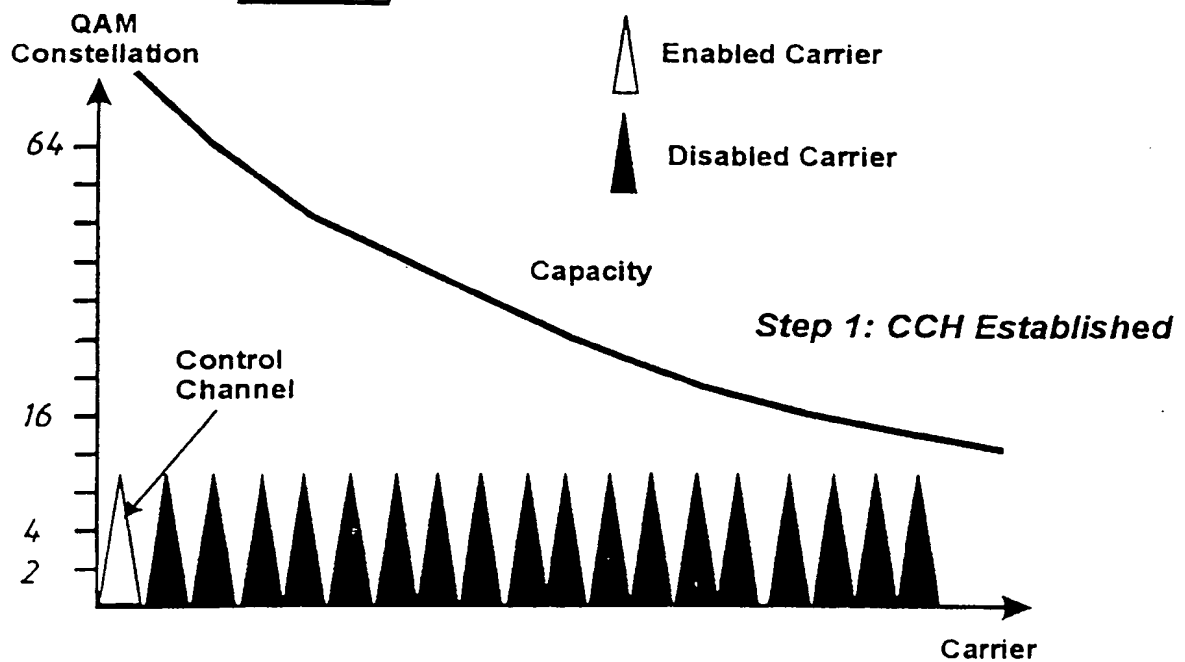 QAM
Constellation
Enabled Carrier
Disabled Carrier
64
Capacity
Step 1: CCH Established
Control
Channel
16
4
2
Carrier